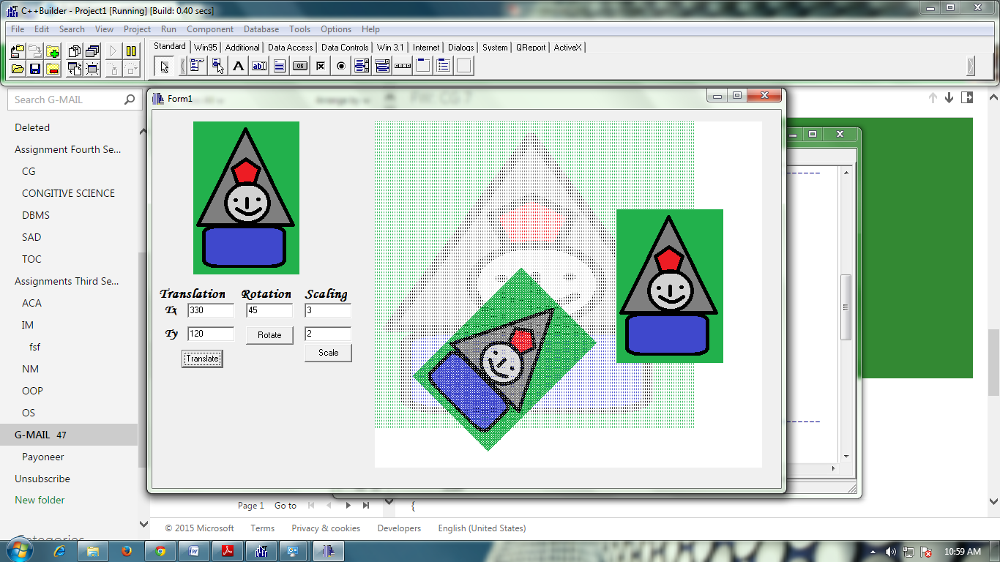 C++Builder - Project1 [Running] [Build: 0.40 secs]
File Edit Search View Project Run Component Database Tools Options Help
Standard Win95 Additional Data Access Data Controls Win 3.1 Internet Dialogs System QReport ActiveX
Search G-MAIL
Form1
FW: CG 7
Deleted
Assignment Fourth Se...
CG
CONGITIVE SCIENCE
DBMS
SAD
TOC
Assignments Third Se...
ACA
IM
fsf
NM
OOP
OS
G-MAIL 47
Payoneer
Unsubscribe
New folder
Categories
Translation Rotation Scaling
Tx 330 45 3
Ty 120 Rotate 2
Translate Scale
Page 1 Go to
{
© 2015 Microsoft Terms Privacy & cookies Developers English (United States)
10:59 AM